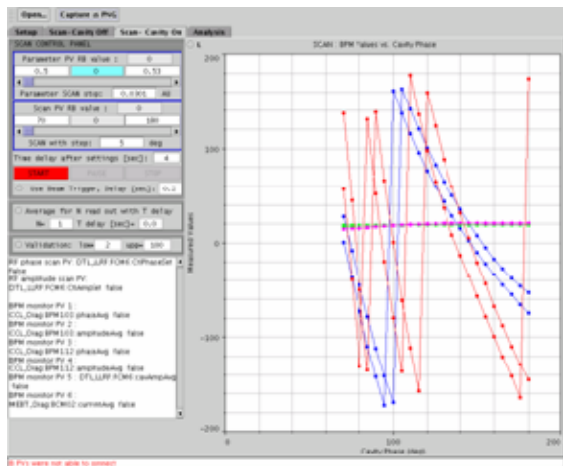 Open..
Capture as PNG
Setup Scan-Cavity Off Scan- Cavity On Analysis
SCAN CONTROL PANEL
Parameter PV RB value : 0
0.5 0 0.53
Parameter SCAN step: 0.0301 AU
Scan PV RB value : 0
70 0 180
SCAN with step: 5 deg
Time delay after settings [sec]: 4
START PAUSE STOP
Use Beam Trigger, Delay [sec]: 0.2
Average for N read out with T delay
N= 1 T delay [sec]= 0.0
Validation: low= 2 upp= 100
RF phase scan PV: DTL_LLRF:FCM6:CtlPhaseSet
false
RF amplitude scan PV:
DTL_LLRF:FCM6:CtlAmpSet false
BPM monitor PV 1 :
CCL_Diag:BPM103:phaseAvg false
BPM monitor PV 2 :
CCL_Diag:BPM103:amplitudeAvg false
BPM monitor PV 3 :
CCL_Diag:BPM112:phaseAvg false
BPM monitor PV 4
CCL_Diag:BPM112:amplitudeAvg false
BPM monitor PV 5 : DTL_LLRF:FCM6:cavAmpAvg
false
BPM monitor PV 6 :
MEBT_Diag:BCM02:currentAvg false
SCAN : BPM Values vs. Cavity Phase
Measured Values
200
100
0
-100
-200
0 100 200
Cavity Phase [deg]
PVs were not able to connect